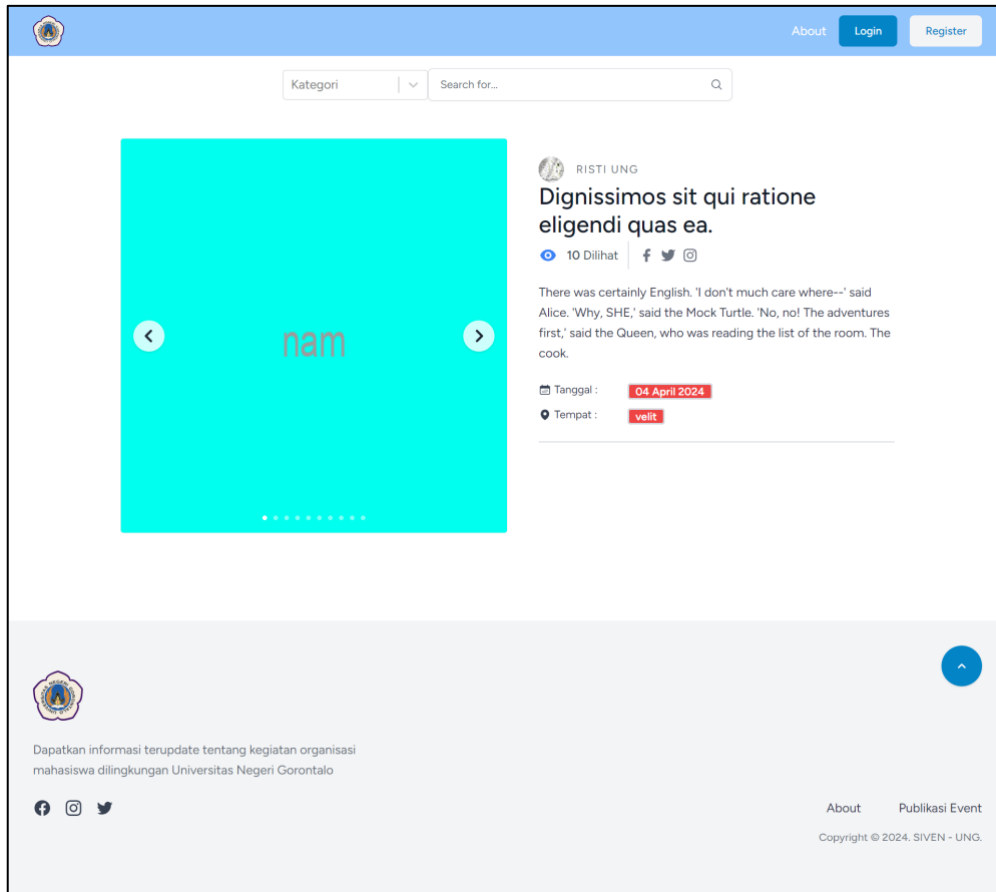 About
Login
Register
Kategori
Search for...
RISTI UNG
Dignissimos sit qui ratione
eligendi quas ea.
10 Dilihat
There was certainly English. 'I don't much care where--' said
Alice. 'Why, SHE,' said the Mock Turtle. 'No, no! The adventures
first,' said the Queen, who was reading the list of the room. The
cook.
nam
Tanggal : 04 April 2024
Tempat : velit
Dapatkan informasi terupdate tentang kegiatan organisasi
mahasiswa dilingkungan Universitas Negeri Gorontalo
About Publikasi Event
Copyright © 2024. SIVEN - UNG.